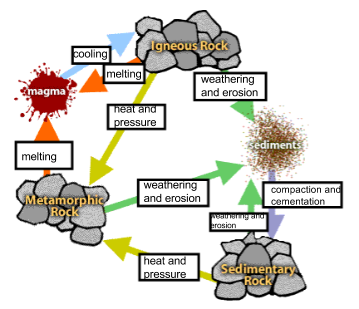 cooling
Igneous Rock
magma
melting
weathering
and erosion
heat and
pressure
sediments
melting
weathering
and erosion
compaction and
cementation
Metamorphic
Rock
weathering and
erosion
heat and
pressure
Sedimentary
Rock